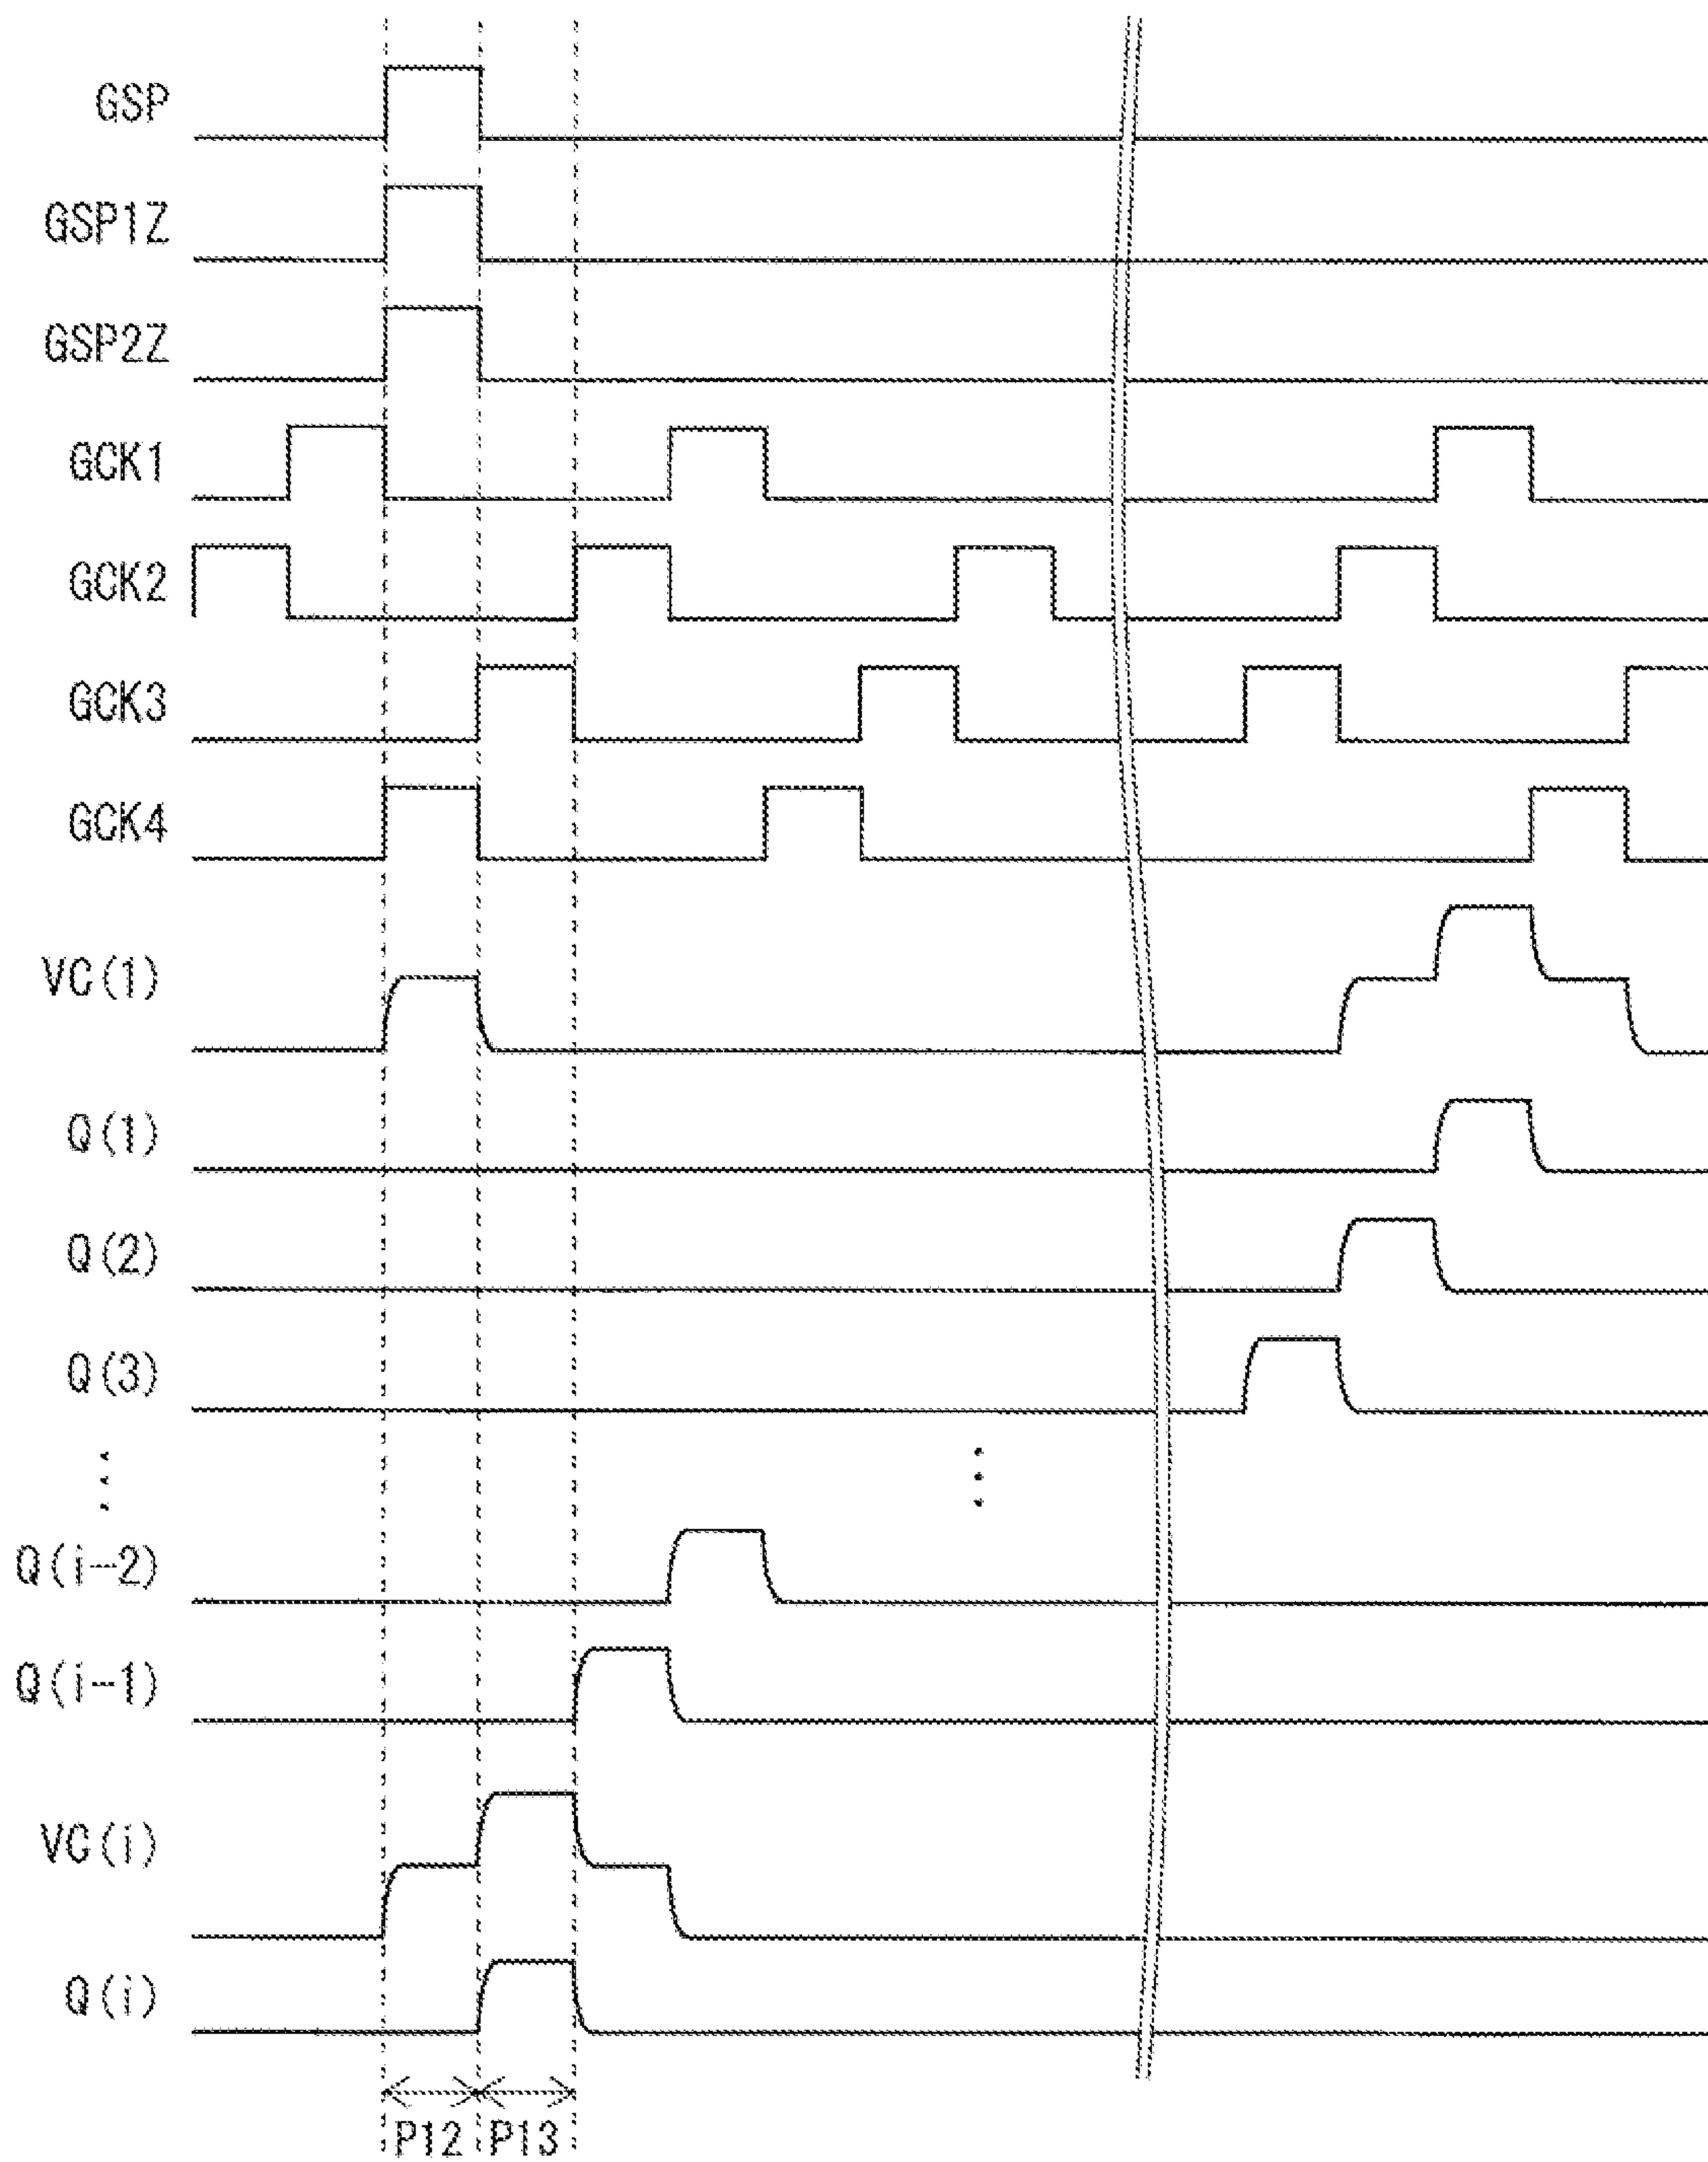 GSP
GSP1Z
GSP2Z
GCK1
GCK2
GCK3
GCK4
VC(1)
Q(1)
Q(2)
Q(3)
Q(i-2)
Q(i-1)
VC(i)
Q(i)
P12 P13